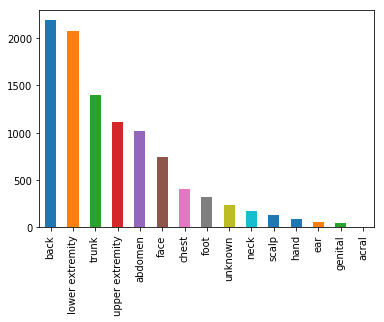 2000
1500
1000
500
0
back
lower extremity
trunk
upper extremity
abdomen
face
chest
foot
unknown
neck
scalp
hand
ear
genital
acral